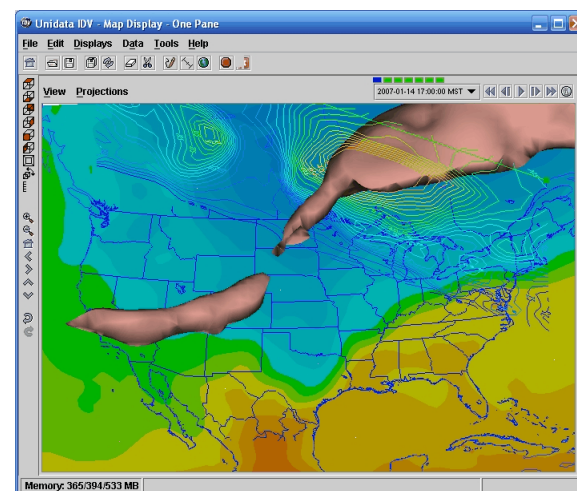 Unidata IDV - Map Display - One Pane
File Edit Displays Data Tools Help
View Projections
2007-01-14 17:00:00 MST
Memory: 365/394/533 MB